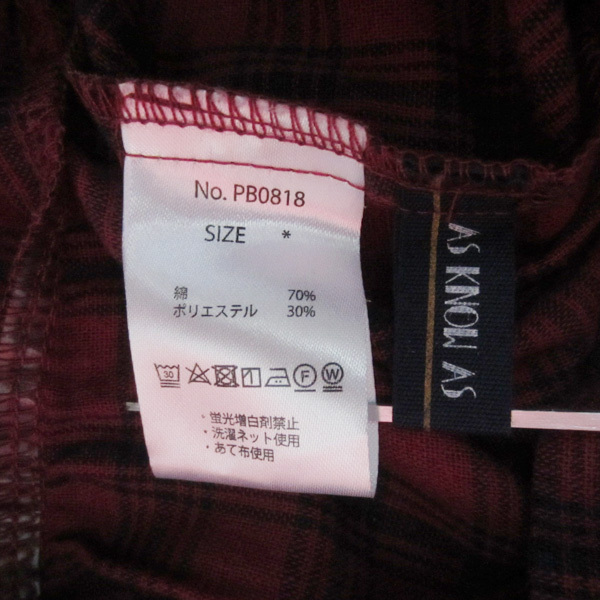 No. PB0818
SIZE *
綿 70%
ポリエステル 30%
30 F W
・蛍光増白剤禁止
・洗濯ネット使用
・あて布使用
AS KNOW AS